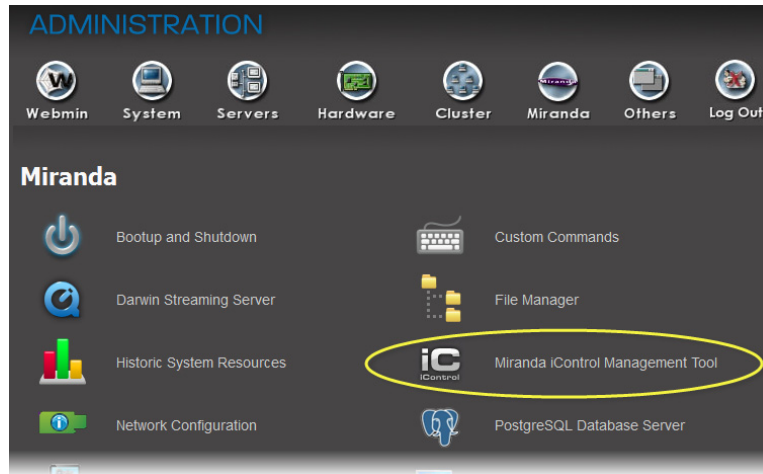 ADMINISTRATION
W
Miranda
Webmin System Servers Hardware Cluster Miranda Others Log Out
Miranda
Bootup and Shutdown
Custom Commands
Darwin Streaming Server
File Manager
Historic System Resources
iC
iControl
Miranda iControl Management Tool
Network Configuration
PostgreSQL Database Server